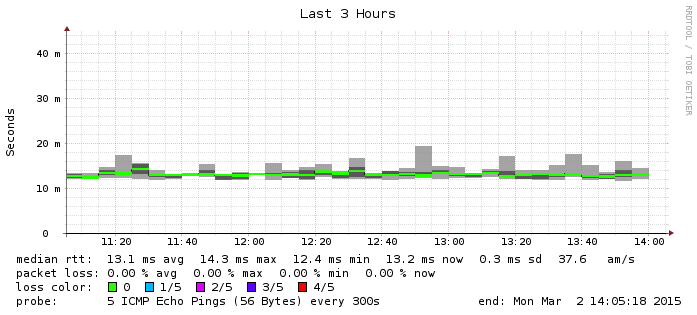 Last 3 Hours
RRDTOOL / TOBI OETIKER
Seconds
40 m
30 m
20 m
10 m
0
11:20 11:40 12:00 12:20 12:40 13:00 13:20 13:40 14:00
median rtt: 13.1 ms avg 14.3 ms max 12.4 ms min 13.2 ms now 0.3 ms sd 37.6 am/s
packet loss: 0.00 % avg 0.00 % max 0.00 % min 0.00 % now
loss color: 0 1/5 2/5 3/5 4/5
probe: 5 ICMP Echo Pings (56 Bytes) every 300s end: Mon Mar 2 14:05:18 2015